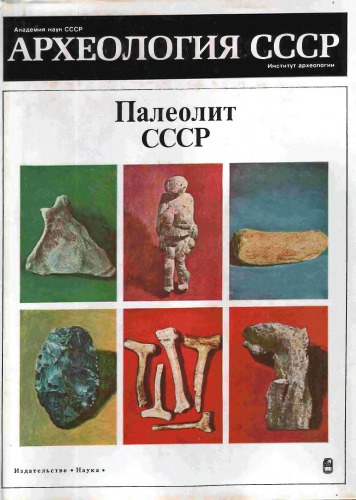 Академия наук СССР
АРХЕОЛОГИЯ СССР
Институт археологии
Палеолит
СССР
Издательство • Наука •